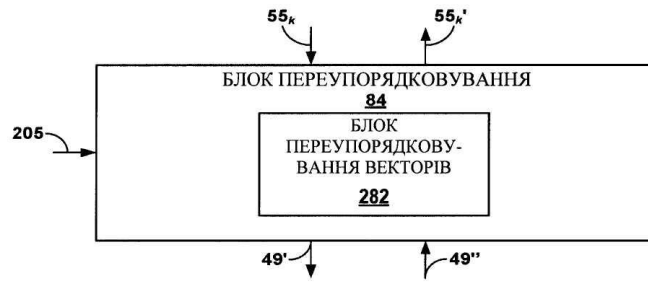 55k 55k'
БЛОК ПЕРЕУПОРЯДКОВУВАННЯ
84
205
БЛОК
ПЕРЕУПОРЯДКОВУ-
ВАННЯ ВЕКТОРІВ
282
49' 49''